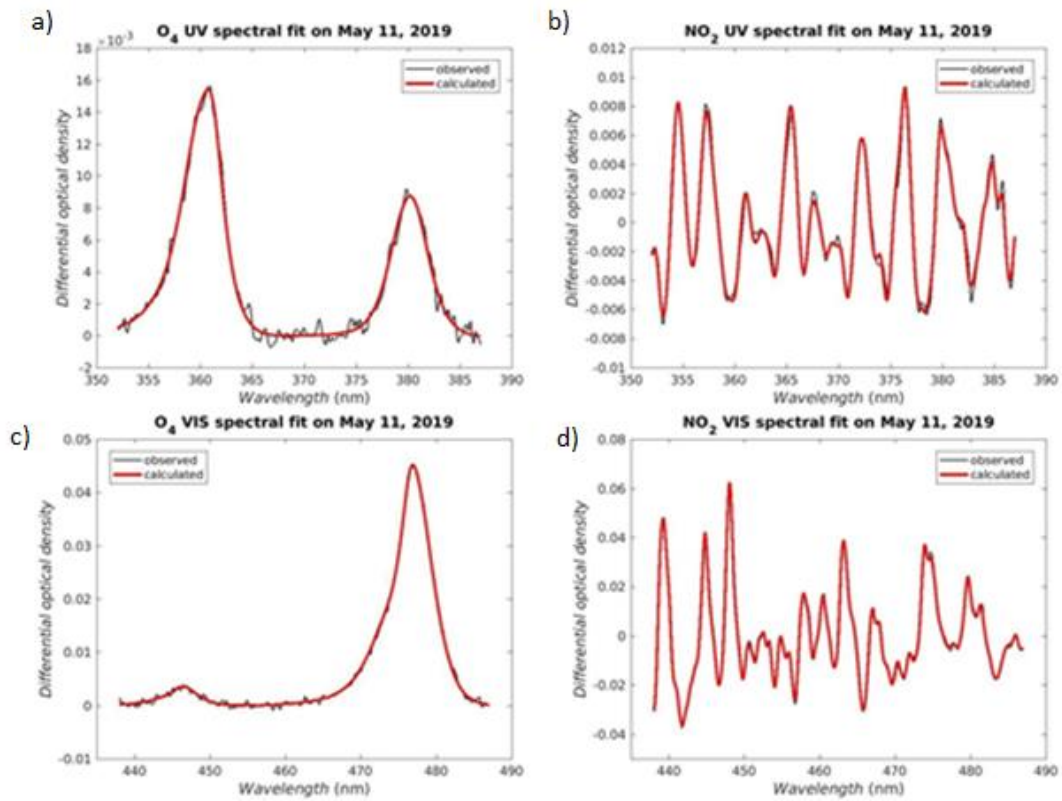 a)
O₄ UV spectral fit on May 11, 2019
×10⁻³
18
16
14
12
10
8
6
4
2
0
-2
350 355 360 365 370 375 380 385 390
Differential optical density
Wavelength (nm)
observed
calculated
b)
NO₂ UV spectral fit on May 11, 2019
0.012
0.01
0.008
0.006
0.004
0.002
0
-0.002
-0.004
-0.006
-0.008
-0.01
350 355 360 365 370 375 380 385 390
Differential optical density
Wavelength (nm)
observed
calculated
c)
O₄ VIS spectral fit on May 11, 2019
0.05
0.04
0.03
0.02
0.01
0
-0.01
440 450 460 470 480 490
Differential optical density
Wavelength (nm)
observed
calculated
d)
NO₂ VIS spectral fit on May 11, 2019
0.08
0.06
0.04
0.02
0
-0.02
-0.04
440 450 460 470 480 490
Differential optical density
Wavelength (nm)
observed
calculated